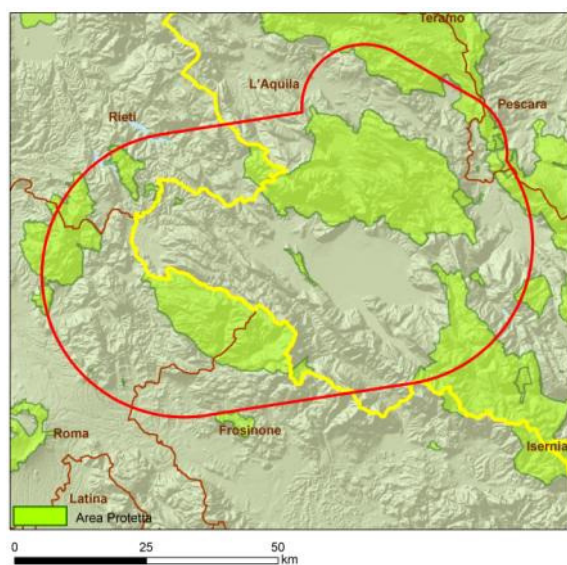 Teramo
L'Aquila
Pescara
Rieti
Roma
Frosinone
Isernia
Latina
Area Protetta
0 25 50
km